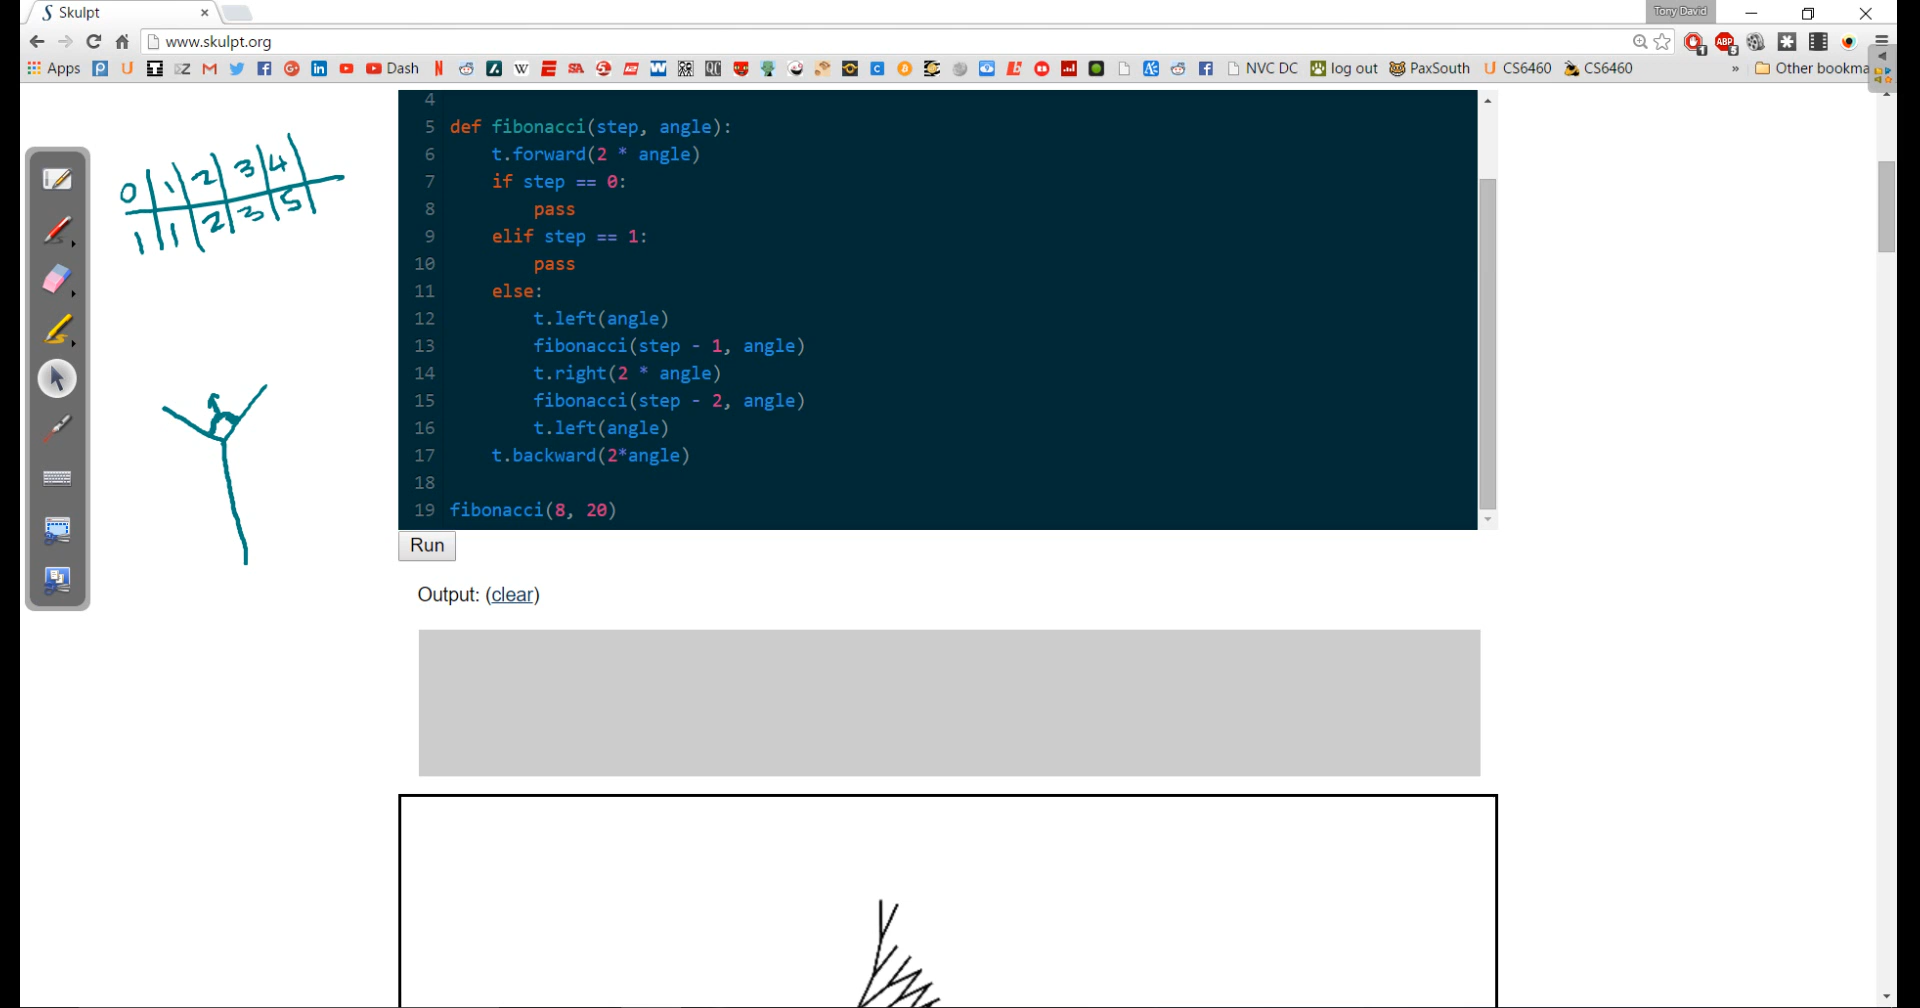 Skulpt
Tony David
www.skulpt.org
Apps Dash NVC DC log out PaxSouth CS6460 CS6460 » Other bookma
4
5 def fibonacci(step, angle):
6 t.forward(2 * angle)
7 if step == 0:
8 pass
9 elif step == 1:
10 pass
11 else:
12 t.left(angle)
13 fibonacci(step - 1, angle)
14 t.right(2 * angle)
15 fibonacci(step - 2, angle)
16 t.left(angle)
17 t.backward(2*angle)
18
19 fibonacci(8, 20)
0 1 2 3 4
1 1 2 3 5
Run
Output: (clear)